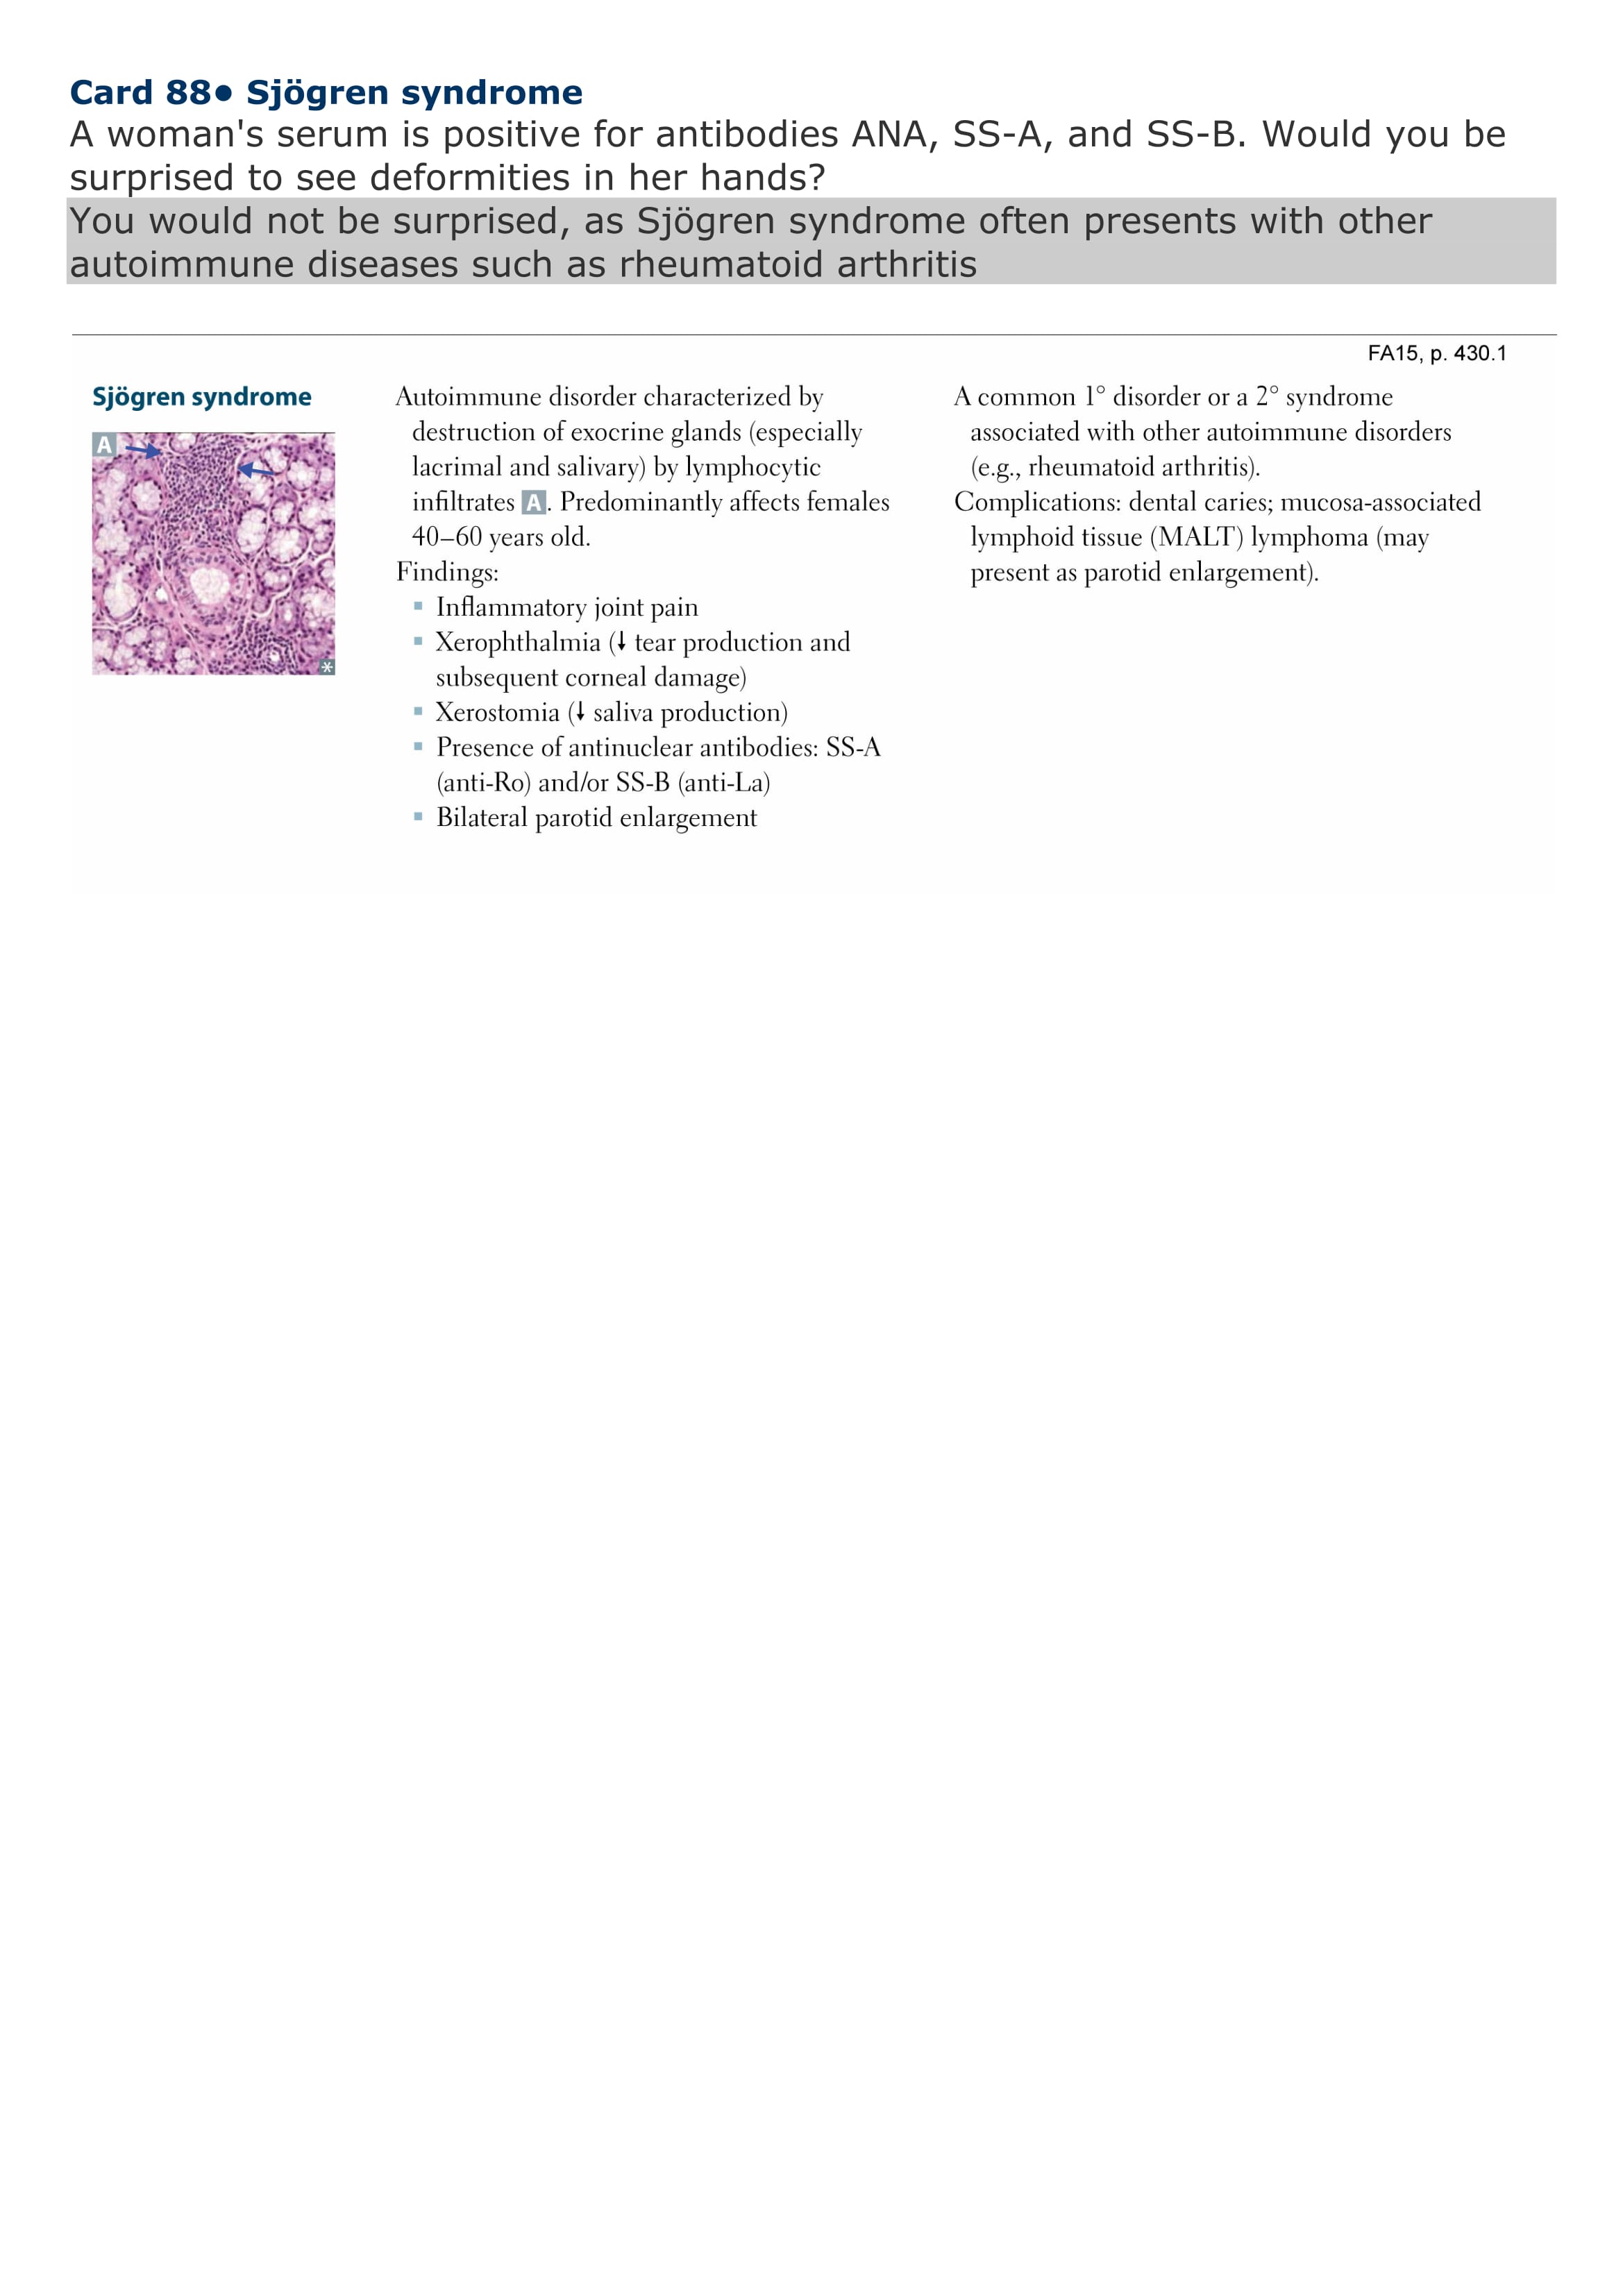 Card 88• Sjögren syndrome
A woman's serum is positive for antibodies ANA, SS-A, and SS-B. Would you be
surprised to see deformities in her hands?
You would not be surprised, as Sjögren syndrome often presents with other
autoimmune diseases such as rheumatoid arthritis
FA15, p. 430.1
Sjögren syndrome
A
*
Autoimmune disorder characterized by
destruction of exocrine glands (especially
lacrimal and salivary) by lymphocytic
infiltrates A. Predominantly affects females
40–60 years old.
Findings:
▪ Inflammatory joint pain
▪ Xerophthalmia (↓ tear production and
subsequent corneal damage)
▪ Xerostomia (↓ saliva production)
▪ Presence of antinuclear antibodies: SS-A
(anti-Ro) and/or SS-B (anti-La)
▪ Bilateral parotid enlargement
A common 1° disorder or a 2° syndrome
associated with other autoimmune disorders
(e.g., rheumatoid arthritis).
Complications: dental caries; mucosa-associated
lymphoid tissue (MALT) lymphoma (may
present as parotid enlargement).